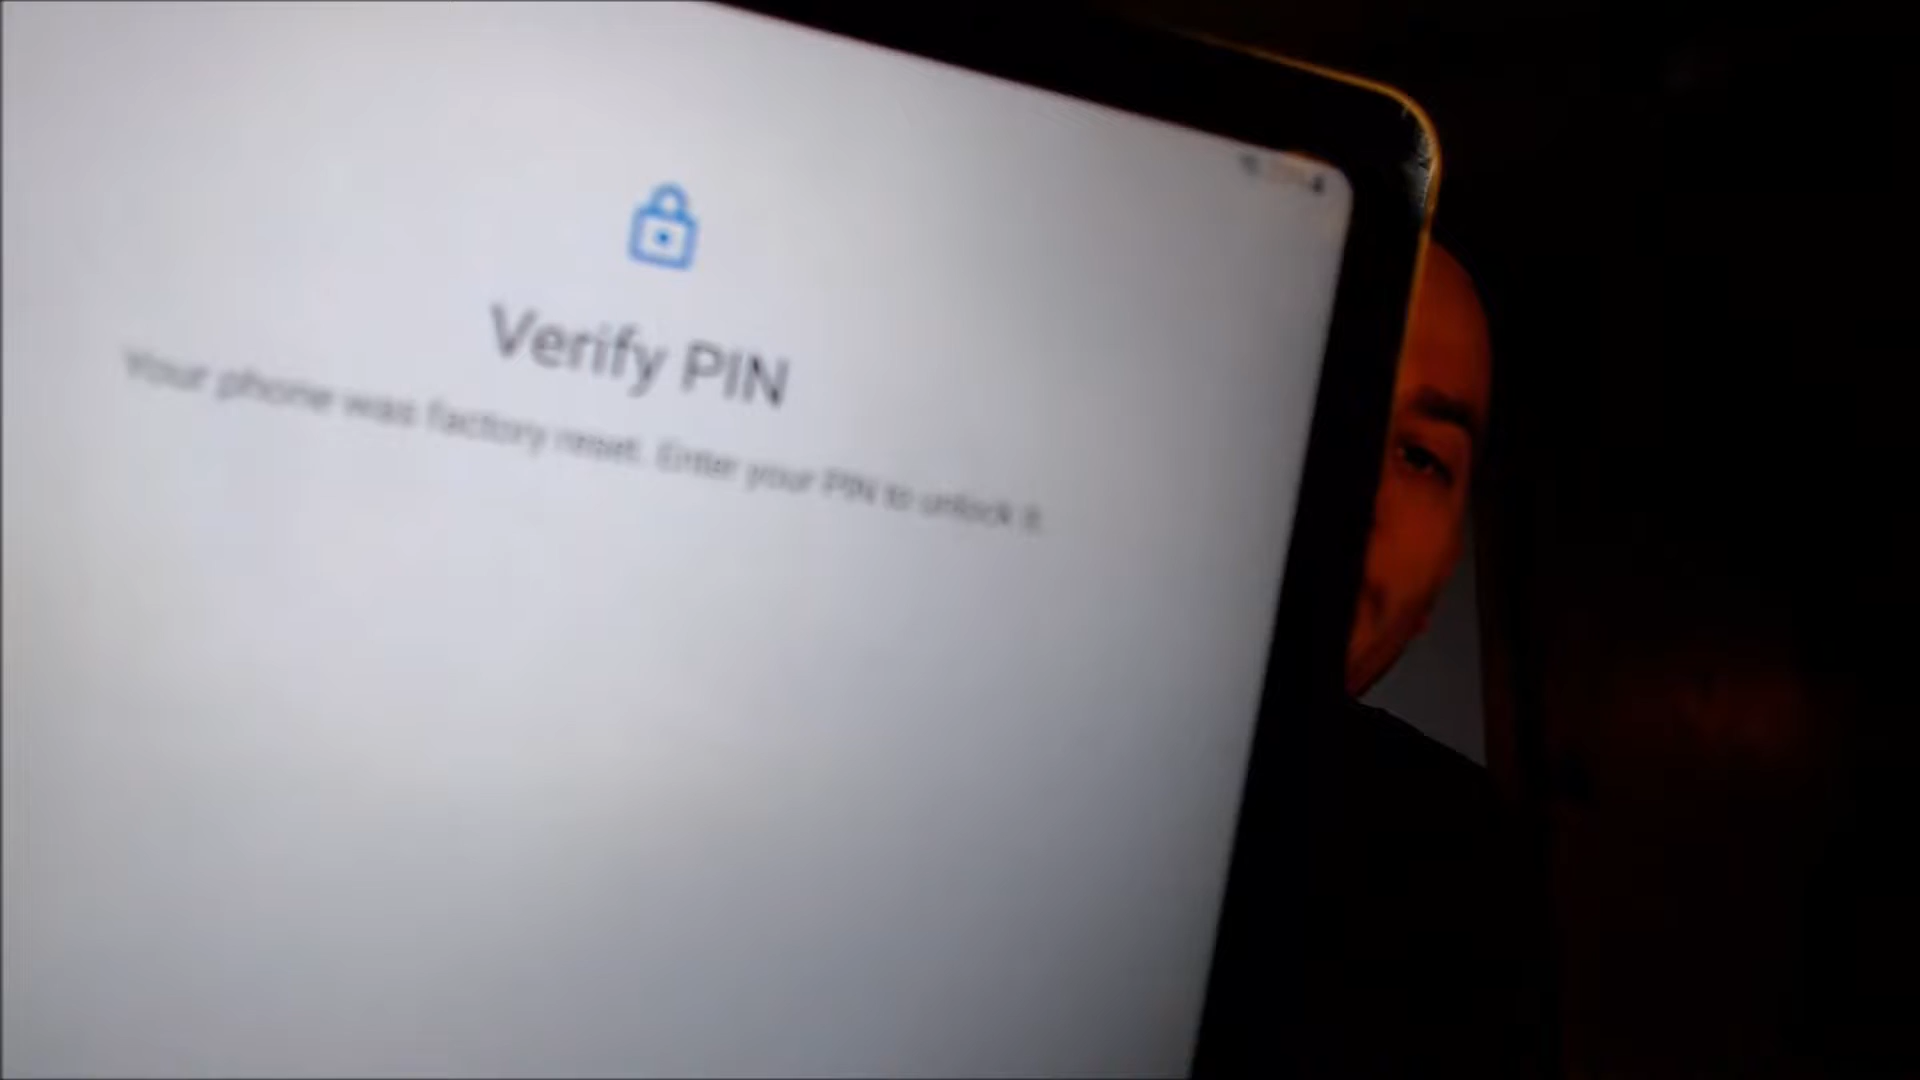 Verify PIN
Your phone was factory reset. Enter your PIN to unlock it.